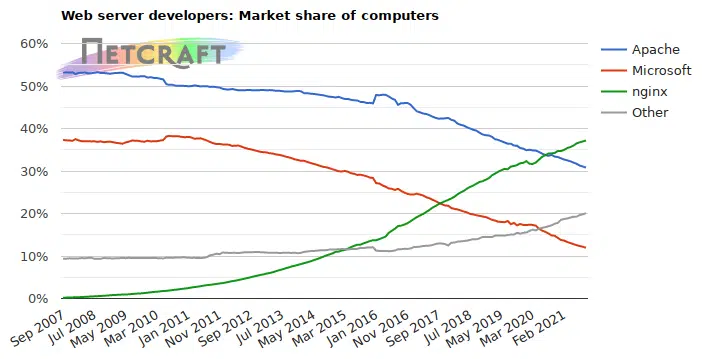 Web server developers: Market share of computers
60%
50%
40%
30%
20%
10%
0%
NETCRAFT
Apache
Microsoft
nginx
Other
Sep 2007
Jul 2008
May 2009
Mar 2010
Jan 2011
Nov 2011
Sep 2012
Jul 2013
May 2014
Mar 2015
Jan 2016
Nov 2016
Sep 2017
Jul 2018
May 2019
Mar 2020
Feb 2021